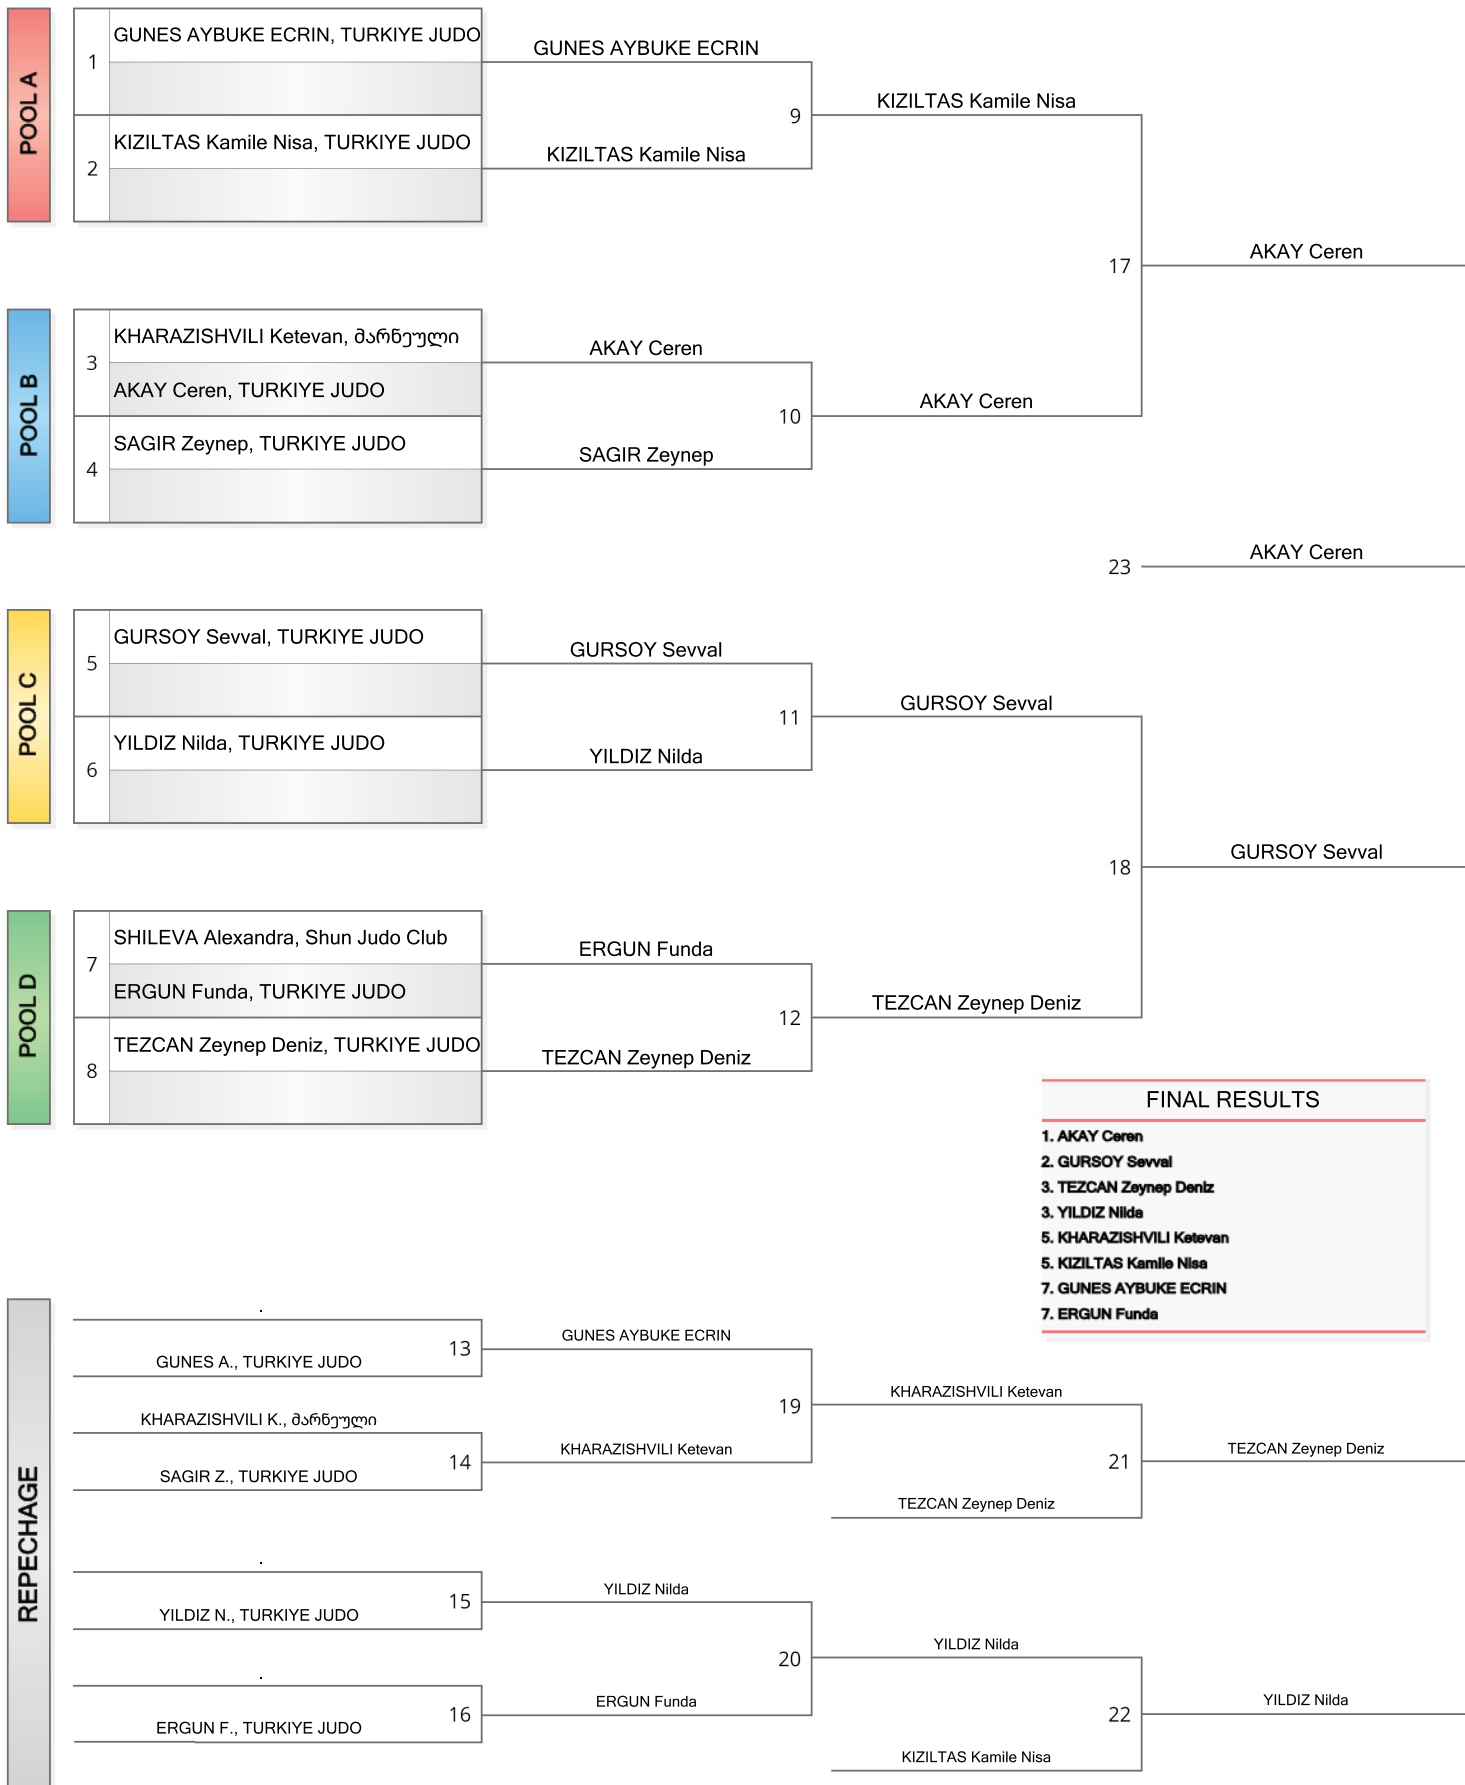 POOL A
1
GUNES AYBUKE ECRIN, TURKIYE JUDO
2
KIZILTAS Kamile Nisa, TURKIYE JUDO
GUNES AYBUKE ECRIN
KIZILTAS Kamile Nisa
9
KIZILTAS Kamile Nisa
17
AKAY Ceren
POOL B
3
KHARAZISHVILI Ketevan, მარნეული
AKAY Ceren, TURKIYE JUDO
4
SAGIR Zeynep, TURKIYE JUDO
AKAY Ceren
SAGIR Zeynep
10
AKAY Ceren
23
AKAY Ceren
POOL C
5
GURSOY Sevval, TURKIYE JUDO
6
YILDIZ Nilda, TURKIYE JUDO
GURSOY Sevval
YILDIZ Nilda
11
GURSOY Sevval
18
GURSOY Sevval
POOL D
7
SHILEVA Alexandra, Shun Judo Club
ERGUN Funda, TURKIYE JUDO
8
TEZCAN Zeynep Deniz, TURKIYE JUDO
ERGUN Funda
TEZCAN Zeynep Deniz
12
TEZCAN Zeynep Deniz
FINAL RESULTS
1. AKAY Ceren
2. GURSOY Sevval
3. TEZCAN Zeynep Deniz
3. YILDIZ Nilda
5. KHARAZISHVILI Ketevan
5. KIZILTAS Kamile Nisa
7. GUNES AYBUKE ECRIN
7. ERGUN Funda
REPECHAGE
.
GUNES A., TURKIYE JUDO
13
KHARAZISHVILI K., მარნეული
SAGIR Z., TURKIYE JUDO
14
GUNES AYBUKE ECRIN
KHARAZISHVILI Ketevan
19
KHARAZISHVILI Ketevan
TEZCAN Zeynep Deniz
21
TEZCAN Zeynep Deniz
.
YILDIZ N., TURKIYE JUDO
15
.
ERGUN F., TURKIYE JUDO
16
YILDIZ Nilda
ERGUN Funda
20
YILDIZ Nilda
KIZILTAS Kamile Nisa
22
YILDIZ Nilda